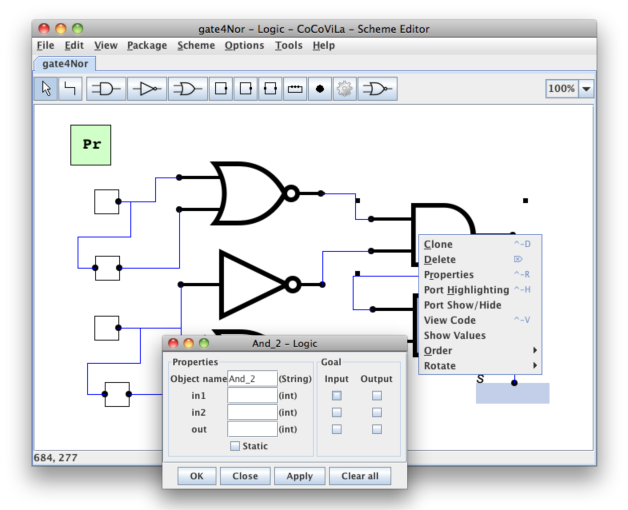 gate4Nor – Logic – CoCoViLa – Scheme Editor
File Edit View Package Scheme Options Tools Help
gate4Nor
100%
Pr
Clone ^-D
Delete
Properties ^-R
Port Highlighting ^-H
Port Show/Hide
View Code ^-V
Show Values
Order
Rotate
S
And_2 – Logic
Properties Goal
Object name And_2 (String) Input Output
in1 (int)
in2 (int)
out (int)
Static
OK Close Apply Clear all
684, 277